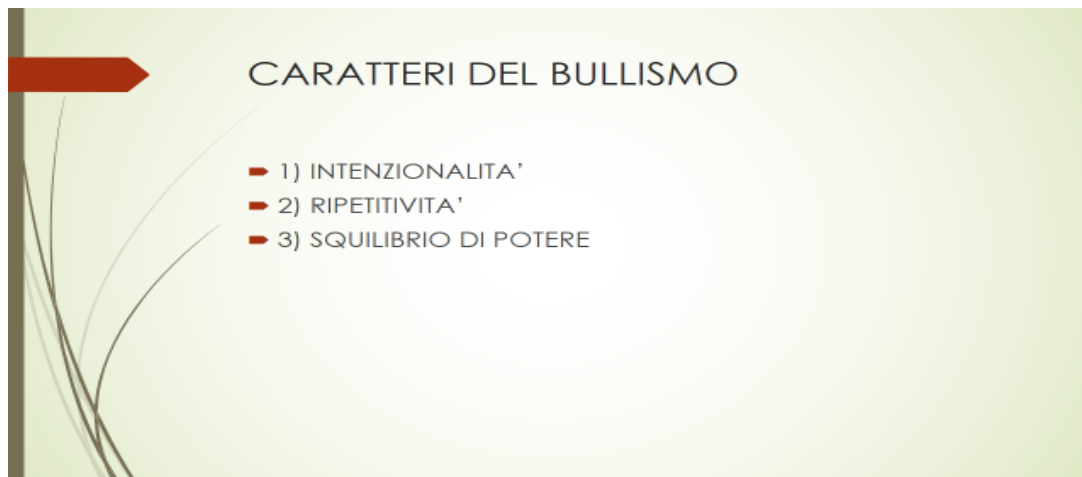 CARATTERI DEL BULLISMO
1) INTENZIONALITA’
2) RIPETITIVITA’
3) SQUILIBRIO DI POTERE